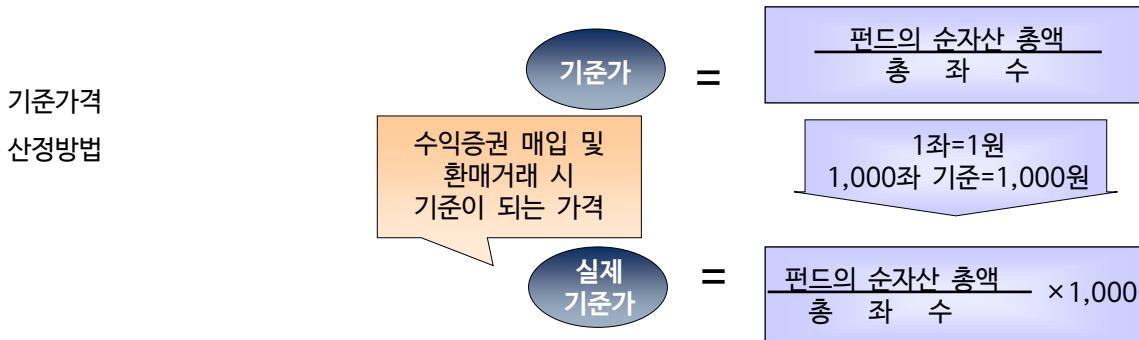 기준가격
산정방법
기준가
=
펀드의 순자산 총액
총 좌 수
수익증권 매입 및
환매거래 시
기준이 되는 가격
1좌=1원
1,000좌 기준=1,000원
실제
기준가
=
펀드의 순자산 총액
총 좌 수
×1,000